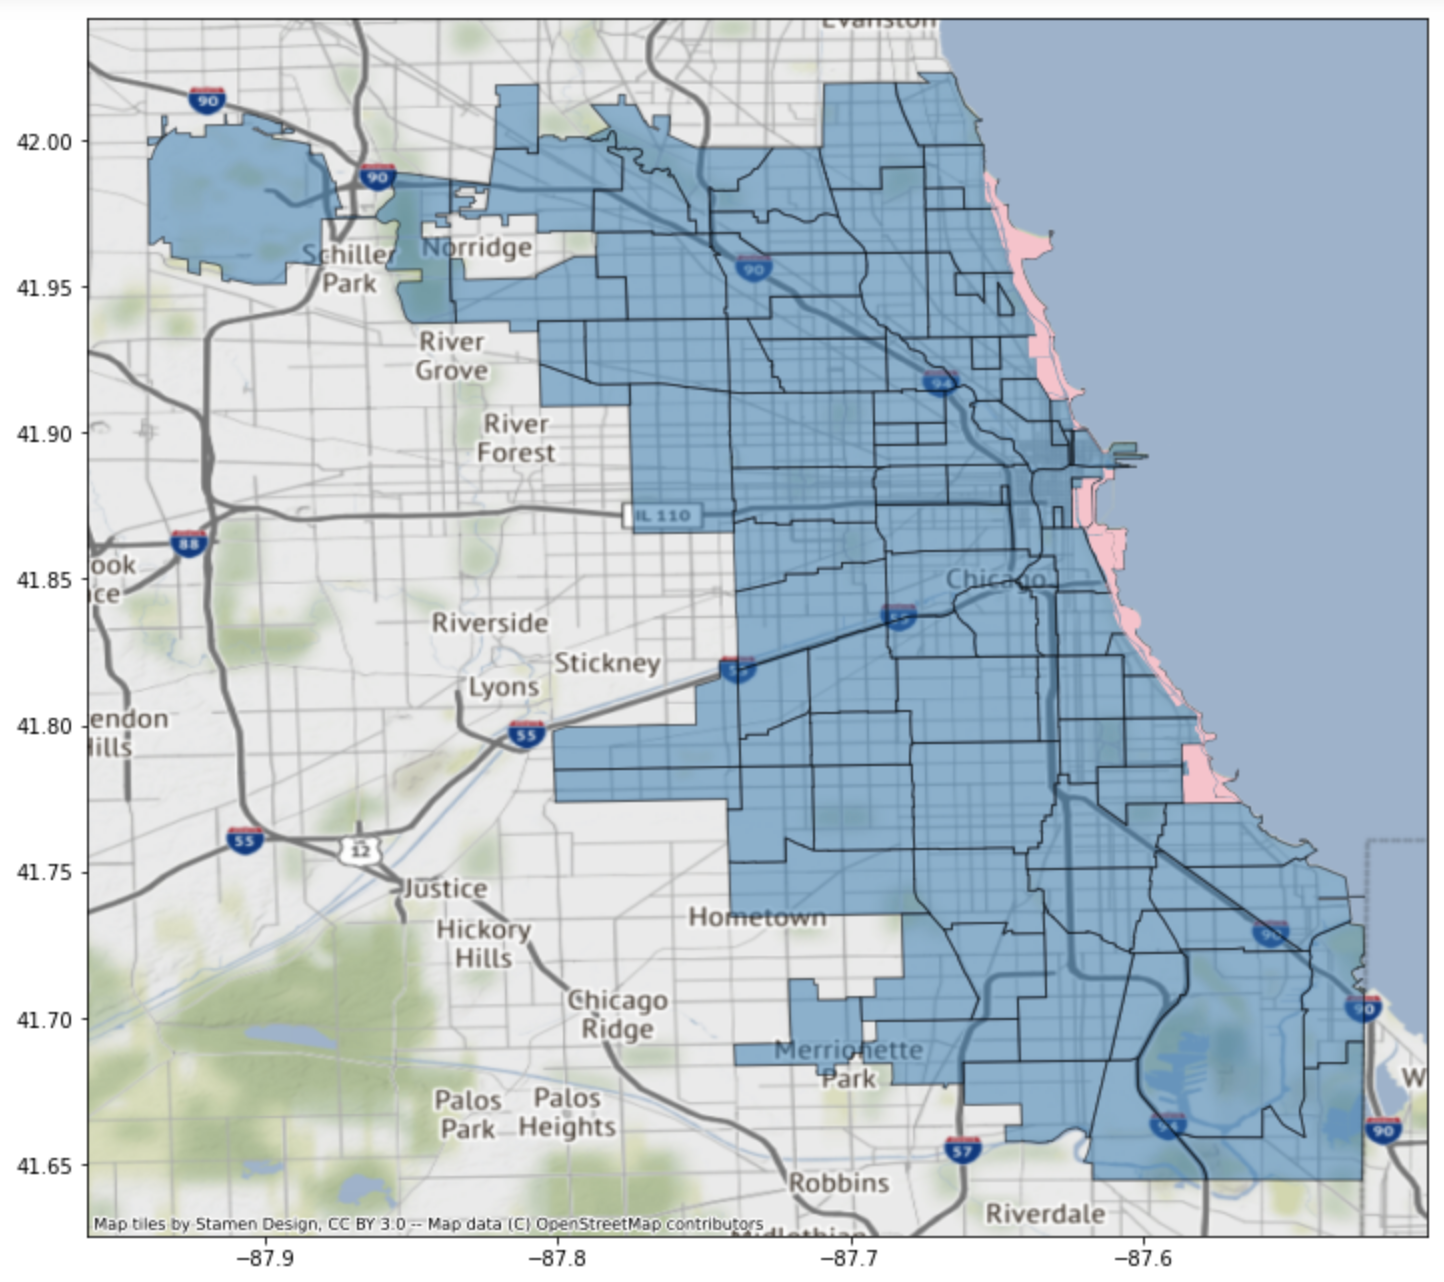 Evanston
90
42.00
90
Schiller
Park
Norridge
90
41.95
River
Grove
94
41.90
River
Forest
IL 110
88
ook
ce
41.85
Chicago
Riverside
Stickney
Lyons
55
41.80
endon
Hills
55
12
41.75
Justice
Hometown
Hickory
Hills
90
Chicago
Ridge
41.70
90
Merrionette
Park
W
Palos
Park
Palos
Heights
94
90
57
41.65
Robbins
Riverdale
Map tiles by Stamen Design, CC BY 3.0 -- Map data (C) OpenStreetMap contributors
Midlothian
−87.9
−87.8
−87.7
−87.6